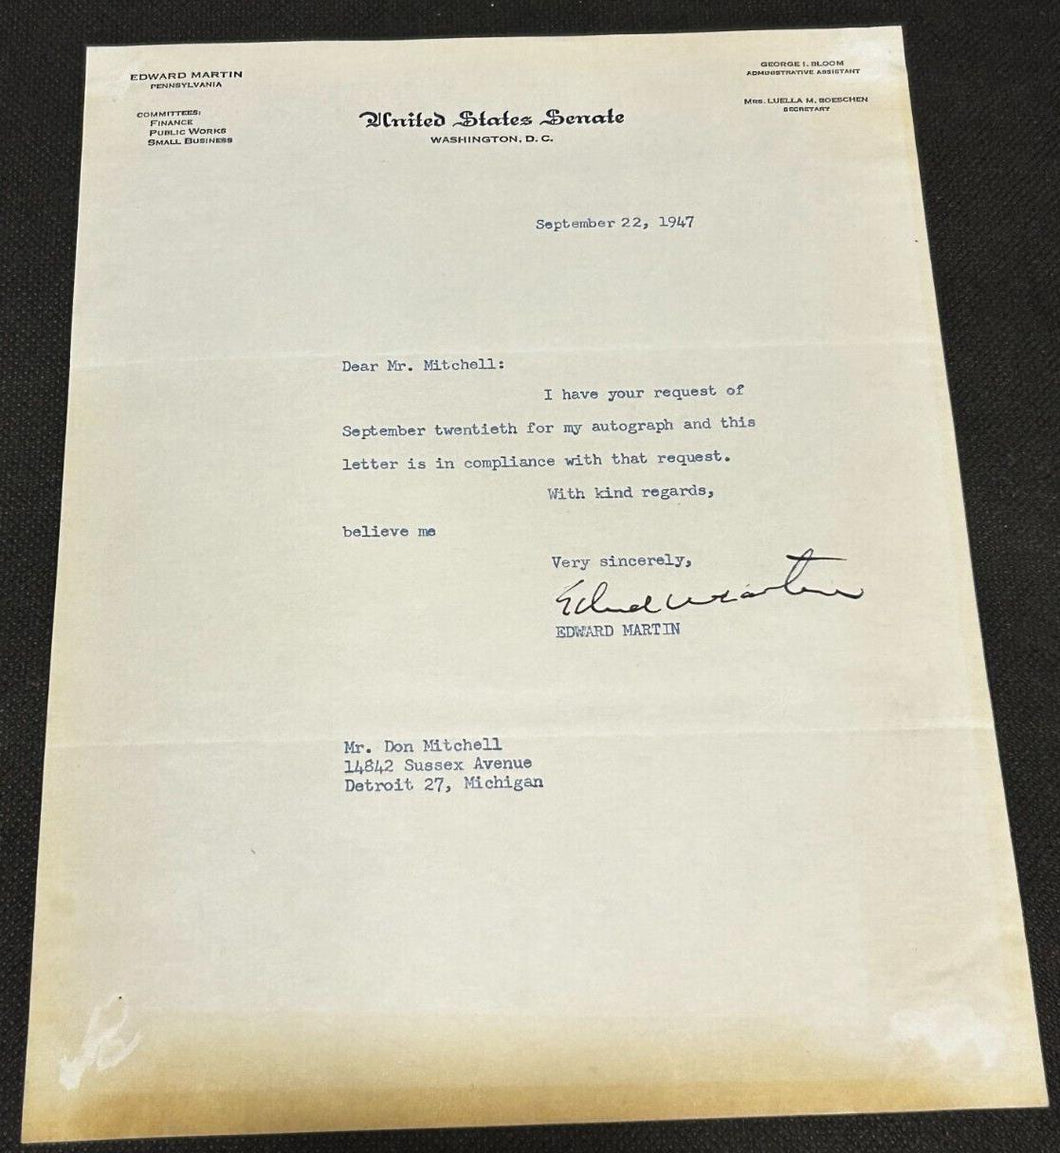 EDWARD MARTIN
PENNSYLVANIA
COMMITTEES:
FINANCE
PUBLIC WORKS
SMALL BUSINESS
GEORGE I. BLOOM
ADMINISTRATIVE ASSISTANT
MRS. LUELLA M. BOESCHEN
SECRETARY
United States Senate
WASHINGTON, D. C.
September 22, 1947
Dear Mr. Mitchell:
I have your request of
September twentieth for my autograph and this
letter is in compliance with that request.
With kind regards,
believe me
Very sincerely,
Edward Martin
EDWARD MARTIN
Mr. Don Mitchell
14842 Sussex Avenue
Detroit 27, Michigan